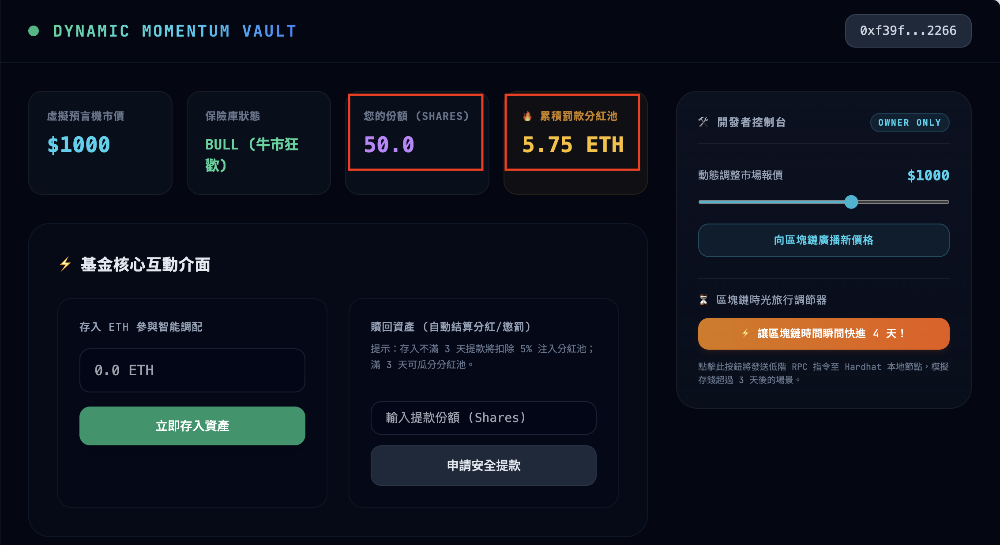 DYNAMIC MOMENTUM VAULT
0xf39f...2266
虛擬預言機市價
$1000
保險庫狀態
BULL (牛市狂
歡)
您的份額 (SHARES)
50.0
🔥 累積罰款分紅池
5.75 ETH
⚡ 基金核心互動介面
存入 ETH 參與智能調配
0.0 ETH
立即存入資產
贖回資產 (自動結算分紅/懲罰)
提示：存入不滿 3 天提款將扣除 5% 注入分紅池；
滿 3 天可瓜分分紅池。
輸入提款份額 (Shares)
申請安全提款
🛠 開發者控制台
OWNER ONLY
動態調整市場報價
$1000
向區塊鏈廣播新價格
⏳ 區塊鏈時光旅行調節器
⚡ 讓區塊鏈時間瞬間快進 4 天！
點擊此按鈕將發送低階 RPC 指令至 Hardhat 本地節點，模擬
存錢超過 3 天後的場景。